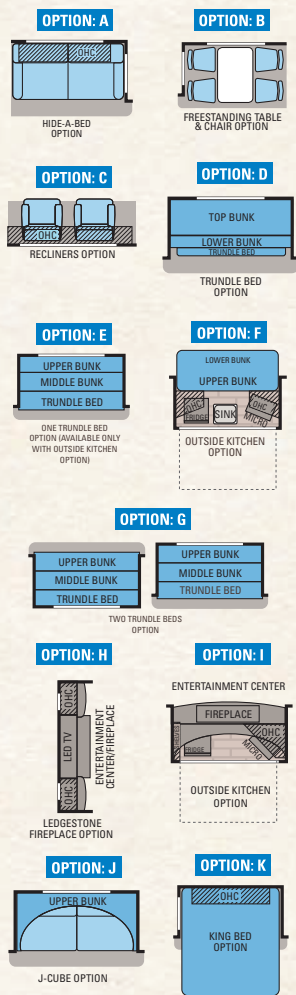 OPTION: A
OHC
HIDE-A-BED
OPTION
OPTION: B
FREESTANDING TABLE
& CHAIR OPTION
OPTION: C
OHC
RECLINERS OPTION
OPTION: D
TOP BUNK
LOWER BUNK
TRUNDLE BED
TRUNDLE BED
OPTION
OPTION: E
UPPER BUNK
MIDDLE BUNK
TRUNDLE BED
ONE TRUNDLE BED
OPTION (AVAILABLE ONLY
WITH OUTSIDE KITCHEN
OPTION)
OPTION: F
LOWER BUNK
UPPER BUNK
OHC
FRIDGE
SINK
OHC
MICRO
OUTSIDE KITCHEN
OPTION
OPTION: G
UPPER BUNK
MIDDLE BUNK
TRUNDLE BED
UPPER BUNK
MIDDLE BUNK
TRUNDLE BED
TWO TRUNDLE BEDS
OPTION
OPTION: H
OHC
LED TV
OHC
ENTERTAINMENT
CENTER/FIREPLACE
LEDGESTONE
FIREPLACE OPTION
OPTION: I
ENTERTAINMENT CENTER
FIREPLACE
OHC
FRIDGE
MICRO
OUTSIDE KITCHEN
OPTION
OPTION: J
UPPER BUNK
J-CUBE OPTION
OPTION: K
OHC
KING BED
OPTION